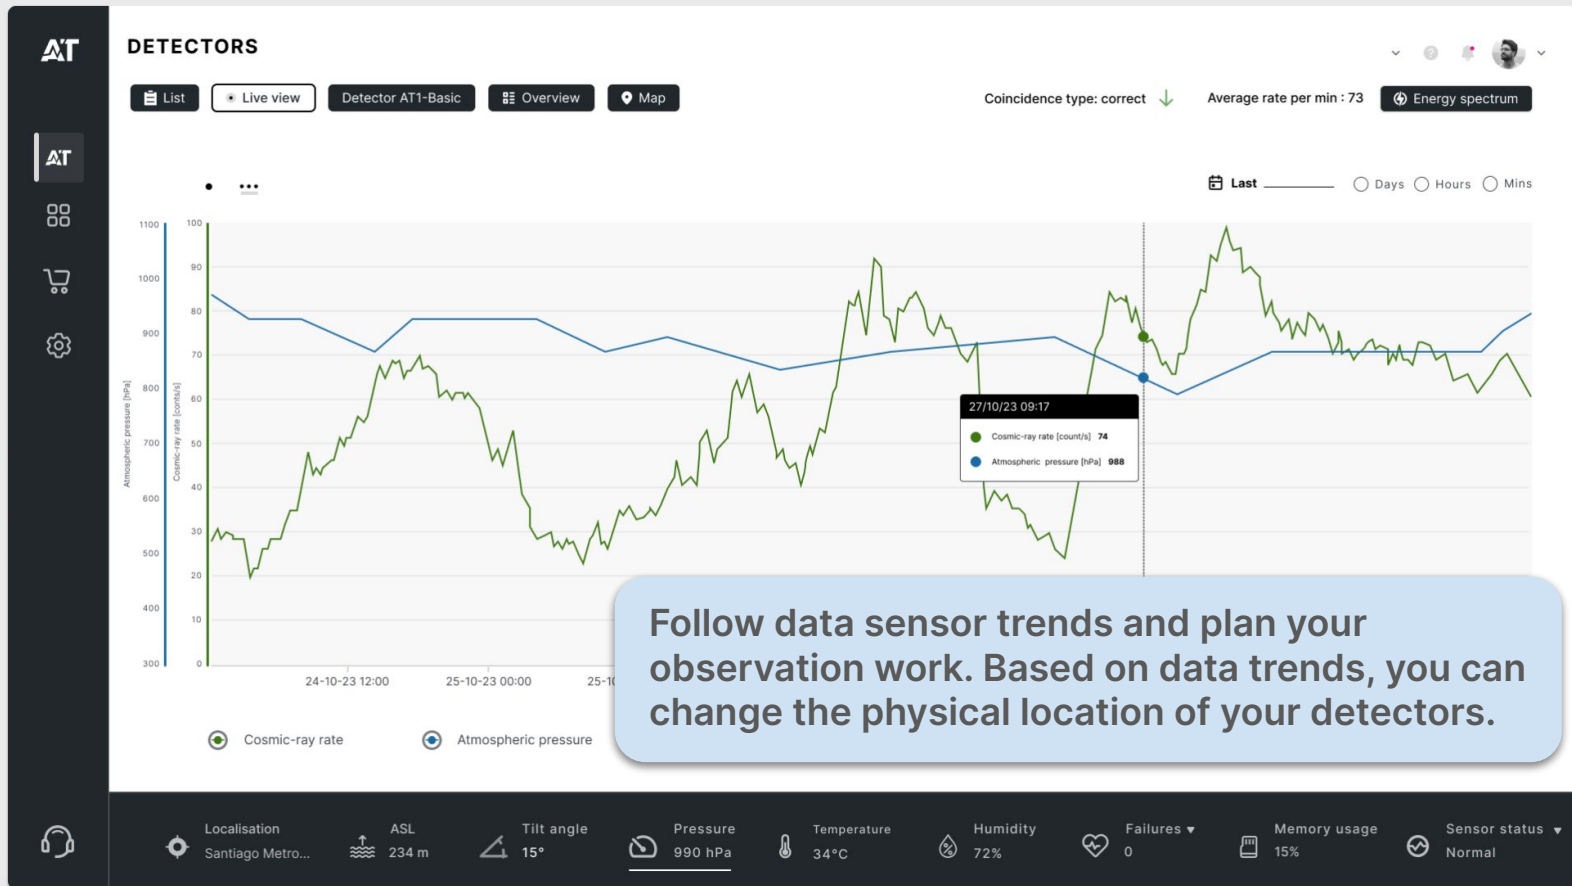 AT
DETECTORS
List
Live view
Detector AT1-Basic
Overview
Map
Coincidence type: correct
Average rate per min : 73
Energy spectrum
AT
Last
Days
Hours
Mins
1100
1000
900
800
700
600
500
400
300
Atmospheric pressure [hPa]
100
90
80
70
60
50
40
30
20
10
0
Cosmic-ray rate [conts/s]
27/10/23 09:17
Cosmic-ray rate [count/s] 74
Atmospheric pressure [hPa] 988
24-10-23 12:00
25-10-23 00:00
Follow data sensor trends and plan your
observation work. Based on data trends, you can
change the physical location of your detectors.
Cosmic-ray rate
Atmospheric pressure
Localisation
Santiago Metro...
ASL
234 m
Tilt angle
15°
Pressure
990 hPa
Temperature
34°C
Humidity
72%
Failures ▾
0
Memory usage
15%
Sensor status ▾
Normal